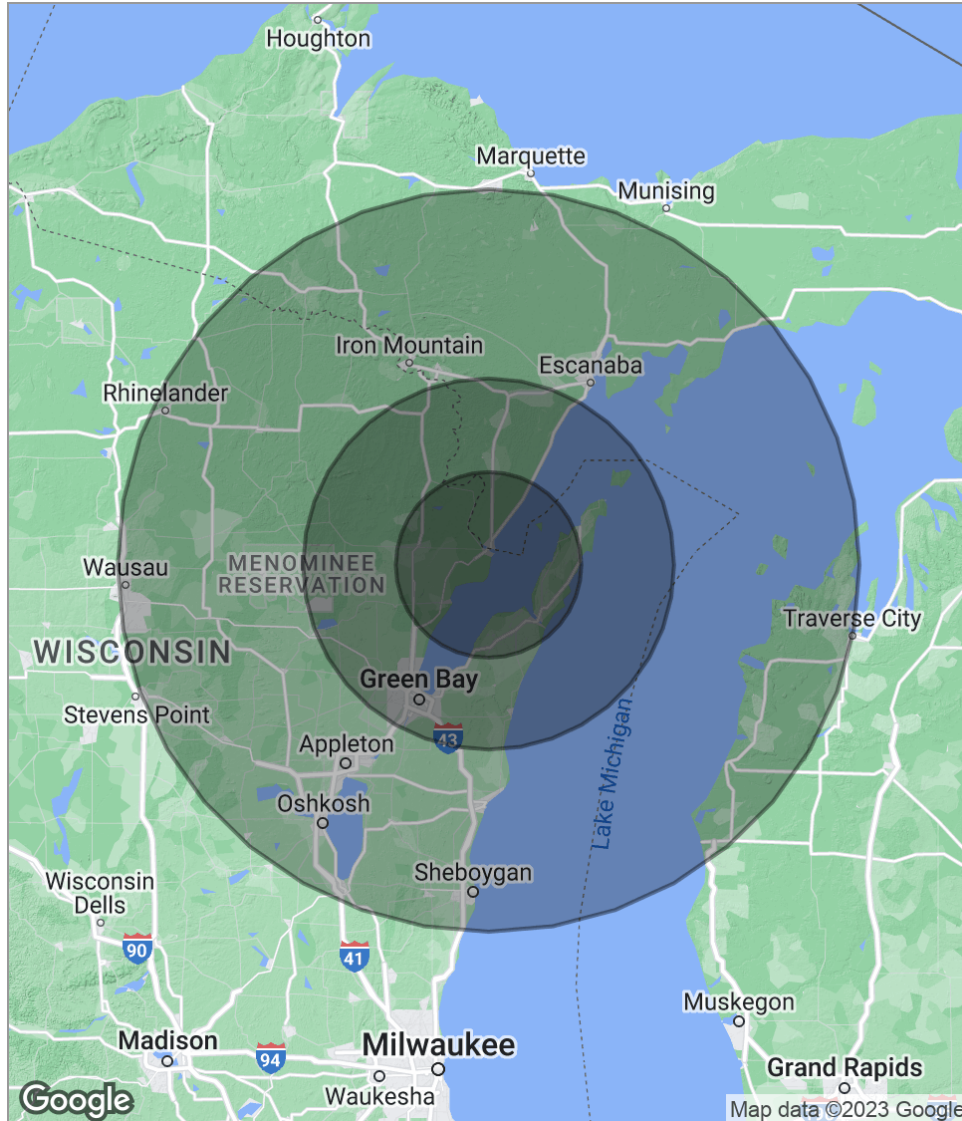 Houghton
Marquette
Munising
Iron Mountain
Escanaba
Rhinelander
Wausau
MENOMINEE
RESERVATION
Traverse City
WISCONSIN
Green Bay
Stevens Point
43
Appleton
Lake Michigan
Oshkosh
Sheboygan
Wisconsin
Dells
90
41
Muskegon
Madison
94
Milwaukee
Grand Rapids
Waukesha
Google
Map data ©2023 Google